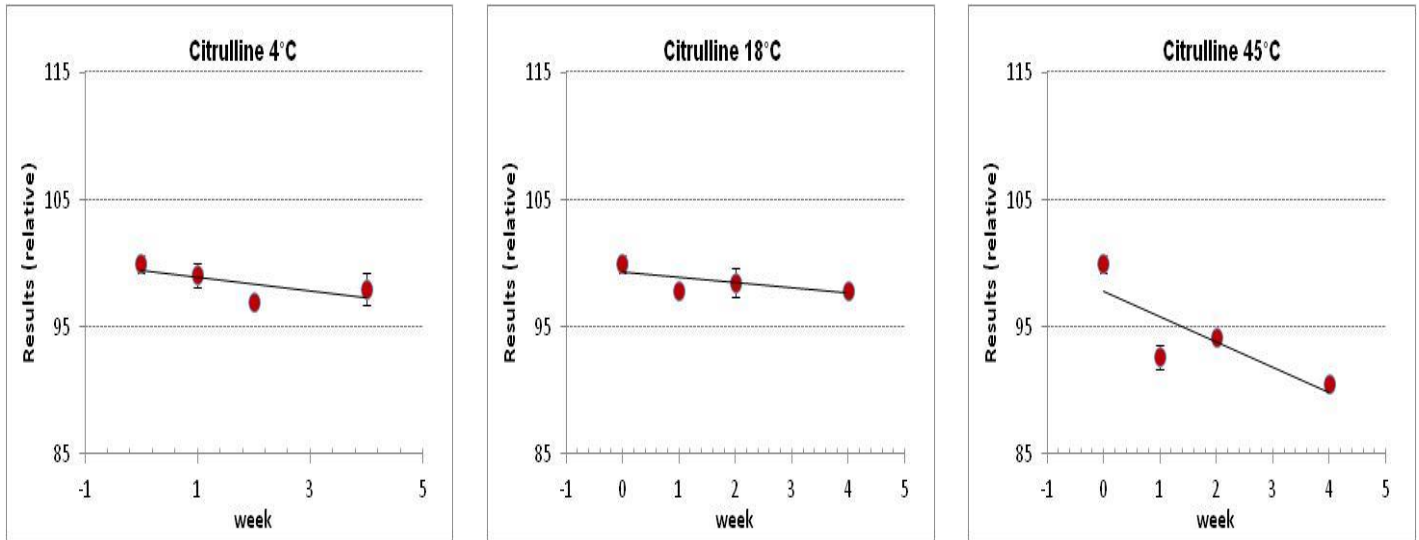 Citrulline 4°C
115
105
95
85
Results (relative)
-1 1 3 5
week
Citrulline 18°C
115
105
95
85
Results (relative)
-1 0 1 2 3 4 5
week
Citrulline 45°C
115
105
95
85
Results (relative)
-1 0 1 2 3 4 5
week